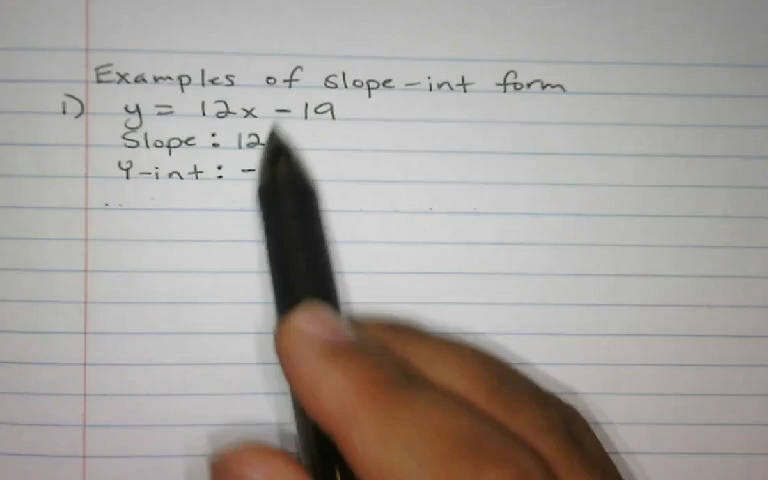 Examples of slope-int form
1) y = 12x - 19
Slope: 12
Y-int: -